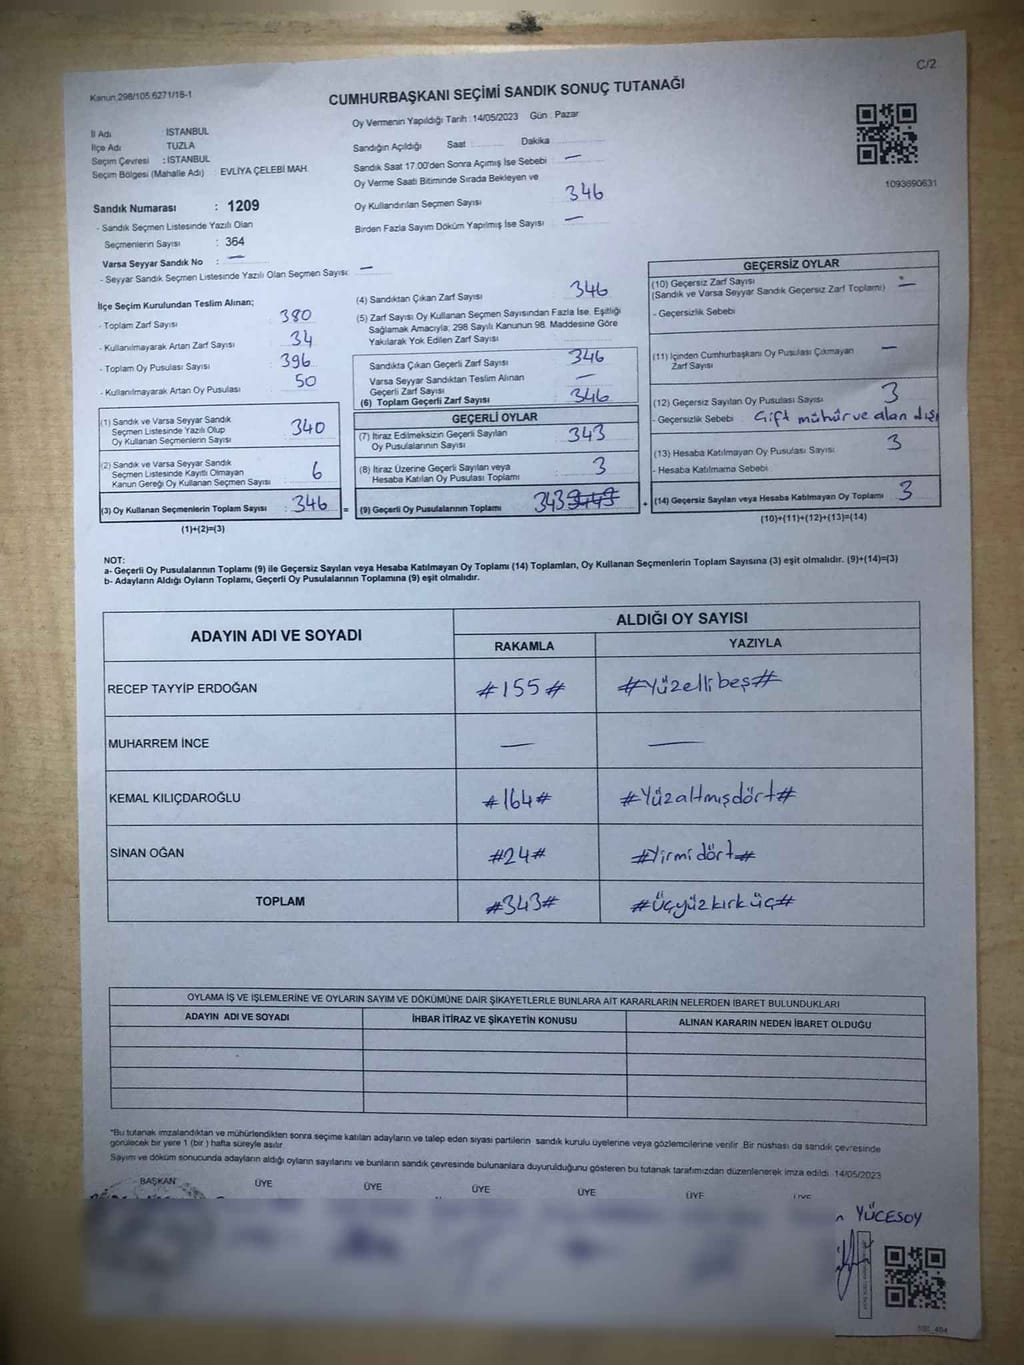 C/2
Kanun 298/105 6271/16-1
CUMHURBAŞKANI SEÇİMİ SANDIK SONUÇ TUTANAĞI
İl Adı : İSTANBUL
İlçe Adı TUZLA
Seçim Çevresi : İSTANBUL
Seçim Bölgesi (Mahalle Adı) : EVLİYA ÇELEBİ MAH.
Sandık Numarası : 1209
- Sandık Seçmen Listesinde Yazılı Olan
Seçmenlerin Sayısı : 364
Varsa Seyyar Sandık No : —
- Seyyar Sandık Seçmen Listesinde Yazılı Olan Seçmen Sayısı: —
Oy Vermenin Yapıldığı Tarih : 14/05/2023 Gün : Pazar
Sandığın Açıldığı Saat Dakika
Sandık Saat 17:00'den Sonra Açımış İse Sebebi : —
Oy Verme Saati Bitiminde Sırada Bekleyen ve
Oy Kullandırılan Seçmen Sayısı : 346
Birden Fazla Sayım Döküm Yapılmış İse Sayısı : —
1093690631
İlçe Seçim Kurulundan Teslim Alınan;
- Toplam Zarf Sayısı : 380
- Kullanılmayarak Artan Zarf Sayısı : 34
- Toplam Oy Pusulası Sayısı : 396
- Kullanılmayarak Artan Oy Pusulası : 50
(1) Sandık ve Varsa Seyyar Sandık
Seçmen Listesinde Yazılı Olup
Oy Kullanan Seçmenlerin Sayısı : 340
(2) Sandık ve Varsa Seyyar Sandık
Seçmen Listesinde Kayıtlı Olmayan
Kanun Gereği Oy Kullanan Seçmen Sayısı : 6
(3) Oy Kullanan Seçmenlerin Toplam Sayısı : 346 =
(1)+(2)=(3)
(4) Sandıktan Çıkan Zarf Sayısı : 346
(5) Zarf Sayısı Oy Kullanan Seçmen Sayısından Fazla İse, Eşitliği
Sağlamak Amacıyla; 298 Sayılı Kanunun 98. Maddesine Göre
Yakılarak Yok Edilen Zarf Sayısı :
Sandıkta Çıkan Geçerli Zarf Sayısı : 346
Varsa Seyyar Sandıktan Teslim Alınan
Geçerli Zarf Sayısı : —
(6) Toplam Geçerli Zarf Sayısı : 346
GEÇERLİ OYLAR
(7) İtiraz Edilmeksizin Geçerli Sayılan
Oy Pusulalarının Sayısı : 343
(8) İtiraz Üzerine Geçerli Sayılan veya
Hesaba Katılan Oy Pusulası Toplamı : 3
(9) Geçerli Oy Pusulalarının Toplamı : 343 +
GEÇERSİZ OYLAR
(10) Geçersiz Zarf Sayısı
(Sandık ve Varsa Seyyar Sandık Geçersiz Zarf Toplamı) : —
- Geçersizlik Sebebi
(11) İçinden Cumhurbaşkanı Oy Pusulası Çıkmayan
Zarf Sayısı —
(12) Geçersiz Sayılan Oy Pusulası Sayısı : 3
- Geçersizlik Sebebi : Çift mühür ve alan dışı
(13) Hesaba Katılmayan Oy Pusulası Sayısı : 3
- Hesaba Katılmama Sebebi
(14) Geçersiz Sayılan veya Hesaba Katılmayan Oy Toplamı : 3
(10)+(11)+(12)+(13)=(14)
NOT:
a- Geçerli Oy Pusulalarının Toplamı (9) ile Geçersiz Sayılan veya Hesaba Katılmayan Oy Toplamı (14) Toplamları, Oy Kullanan Seçmenlerin Toplam Sayısına (3) eşit olmalıdır. (9)+(14)=(3)
b- Adayların Aldığı Oyların Toplamı, Geçerli Oy Pusulalarının Toplamına (9) eşit olmalıdır.
ADAYIN ADI VE SOYADI
ALDIĞI OY SAYISI
RAKAMLA YAZIYLA
RECEP TAYYİP ERDOĞAN #155# #Yüzellibeş#
MUHARREM İNCE — —
KEMAL KILIÇDAROĞLU #164# #Yüzaltmışdört#
SİNAN OĞAN #24# #Yirmidört#
TOPLAM #343# #Üçyüzkırküç#
OYLAMA İŞ VE İŞLEMLERİNE VE OYLARIN SAYIM VE DÖKÜMÜNE DAİR ŞİKAYETLERLE BUNLARA AİT KARARLARIN NELERDEN İBARET BULUNDUKLARI
ADAYIN ADI VE SOYADI İHBAR İTİRAZ VE ŞİKAYETİN KONUSU ALINAN KARARIN NEDEN İBARET OLDUĞU
*Bu tutanak imzalandıktan ve mühürlendikten sonra seçime katılan adayların ve talep eden siyasi partilerin sandık kurulu üyelerine veya gözlemcilerine verilir. Bir nüshası da sandık çevresinde
görülecek bir yere 1 (bir ) hafta süreyle asılır.
Sayım ve döküm sonucunda adayların aldığı oyların sayılarını ve bunların sandık çevresinde bulunanlara duyurulduğunu gösteren bu tutanak tarafımızdan düzenlenerek imza edildi. 14/05/2023
BAŞKAN ÜYE ÜYE ÜYE ÜYE ÜYE ÜYE
YÜCESOY